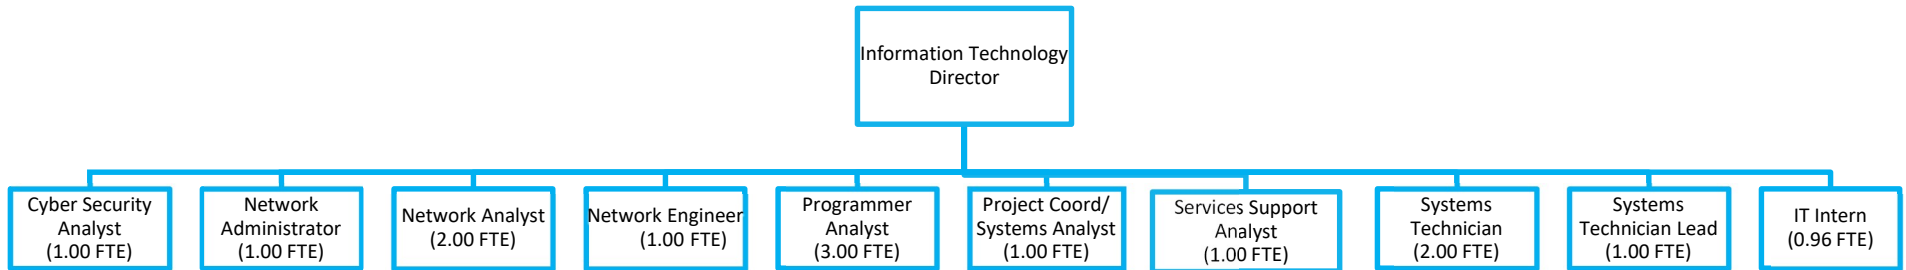 Information Technology
Director
Cyber Security
Analyst
(1.00 FTE)
Network
Administrator
(1.00 FTE)
Network Analyst
(2.00 FTE)
Network Engineer
(1.00 FTE)
Programmer
Analyst
(3.00 FTE)
Project Coord/
Systems Analyst
(1.00 FTE)
Services Support
Analyst
(1.00 FTE)
Systems
Technician
(2.00 FTE)
Systems
Technician Lead
(1.00 FTE)
IT Intern
(0.96 FTE)